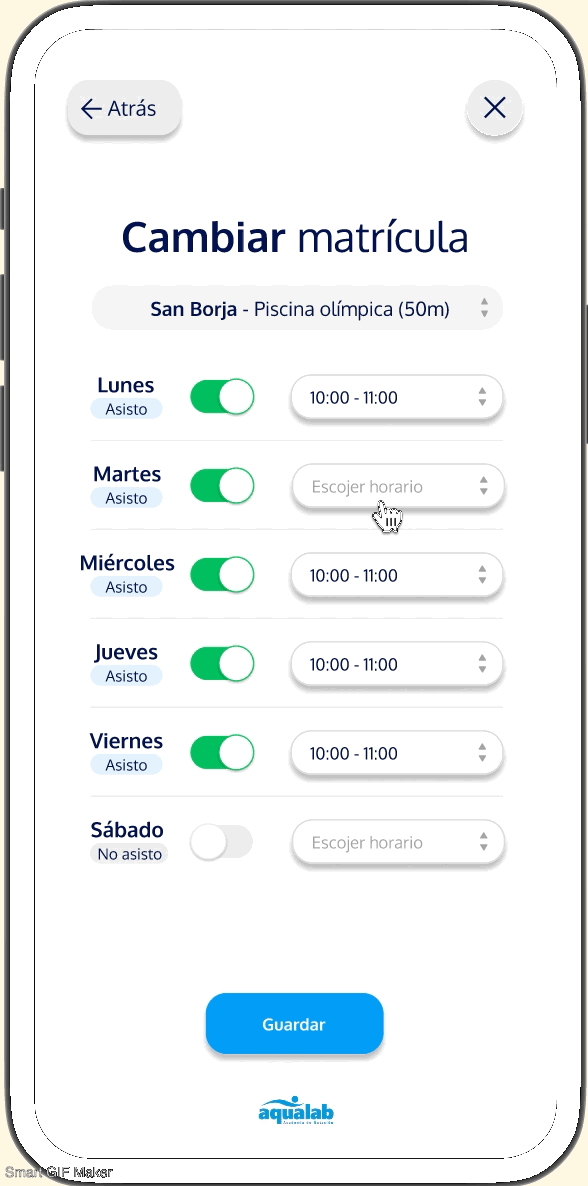 Atrás
Cambiar matrícula
San Borja - Piscina olímpica (50m)
Lunes
Asisto
10:00 - 11:00
Martes
Asisto
Escojer horario
Miércoles
Asisto
10:00 - 11:00
Jueves
Asisto
10:00 - 11:00
Viernes
Asisto
10:00 - 11:00
Sábado
No asisto
Escojer horario
Guardar
aqualab
Academia de Natación
Smart GIF Maker